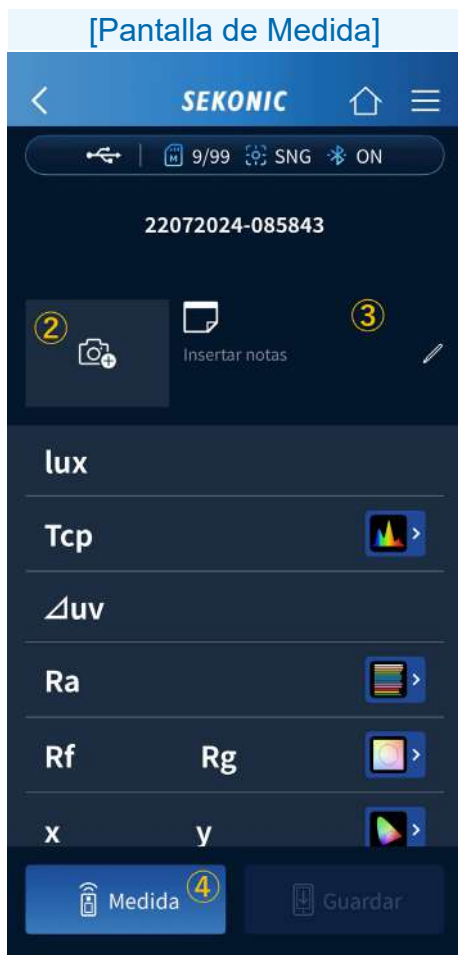 [Pantalla de Medida]
SEKONIC
M 9/99 SNG ON
22072024-085843
②
③
Insertar notas
lux
Tcp
⊿uv
Ra
Rf Rg
x y
Medida ④ Guardar